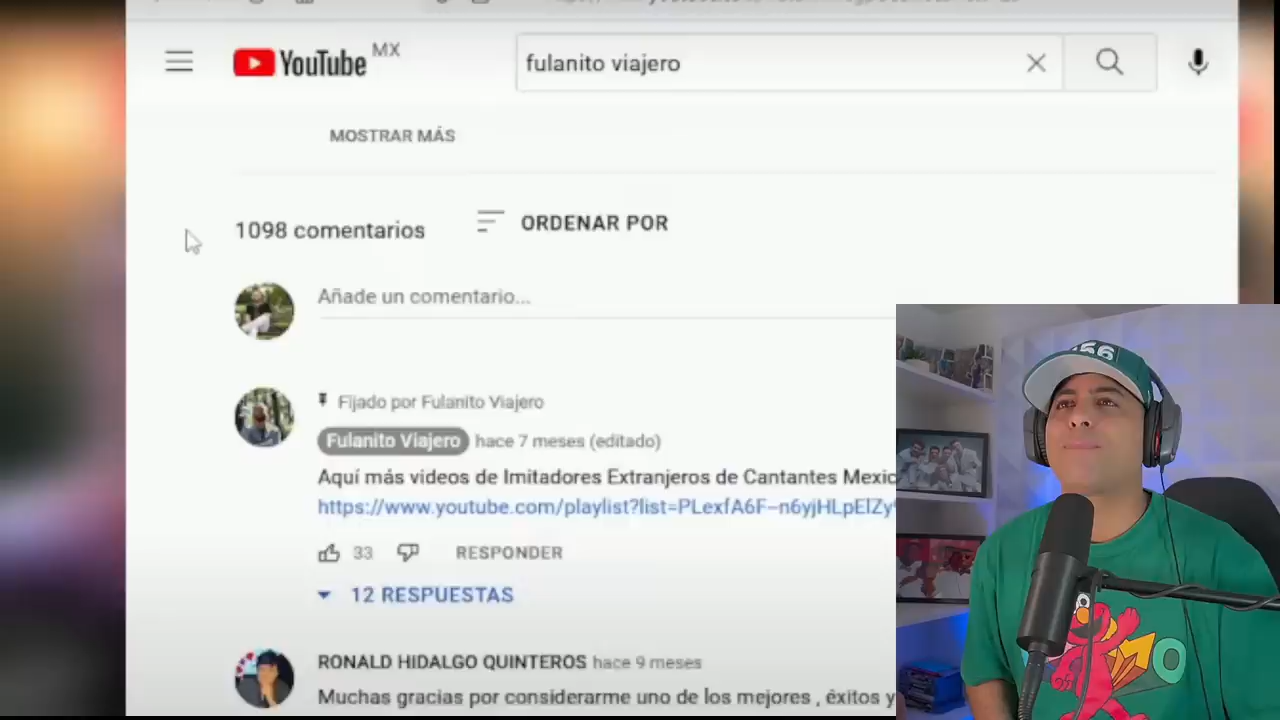 YouTube MX
fulanito viajero
MOSTRAR MÁS
1098 comentarios
ORDENAR POR
Añade un comentario...
Fijado por Fulanito Viajero
Fulanito Viajero hace 7 meses (editado)
Aquí más videos de Imitadores Extranjeros de Cantantes Mexic
https://www.youtube.com/playlist?list=PLexfA6F-n6yjHLpElZy
33
RESPONDER
12 RESPUESTAS
RONALD HIDALGO QUINTEROS hace 9 meses
Muchas gracias por considerarme uno de los mejores , éxitos y